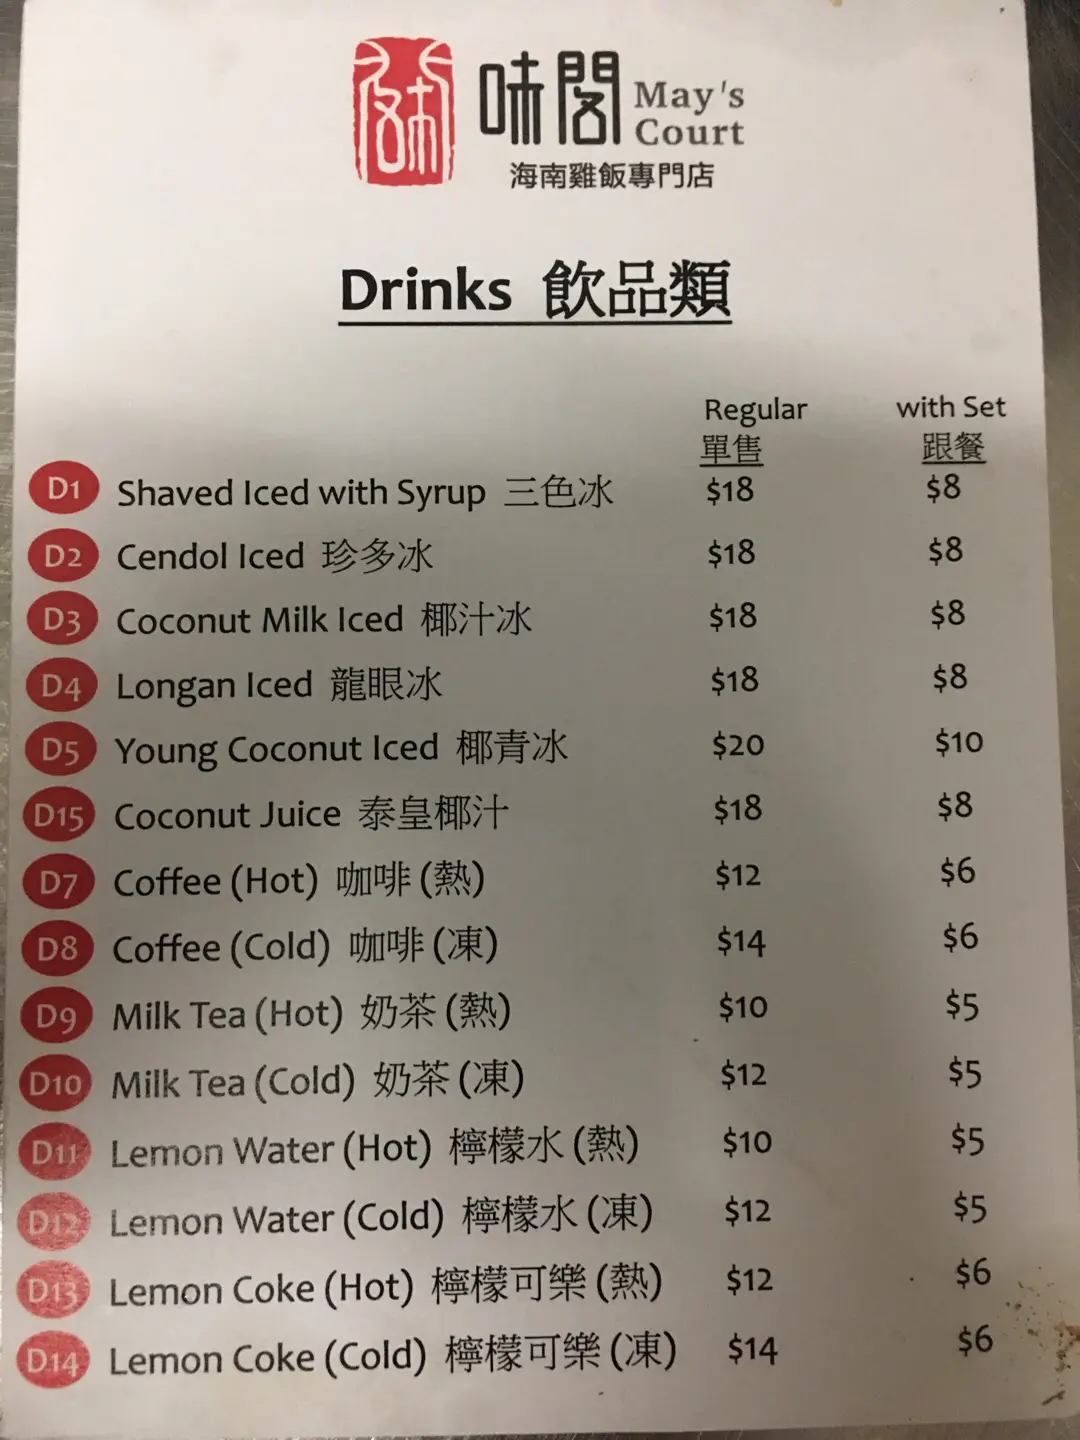 味閣 May's Court
海南雞飯專門店
Drinks 飲品類
Regular with Set
單售 跟餐
D1 Shaved Iced with Syrup 三色冰 $18 $8
D2 Cendol Iced 珍多冰 $18 $8
D3 Coconut Milk Iced 椰汁冰 $18 $8
D4 Longan Iced 龍眼冰 $18 $8
D5 Young Coconut Iced 椰青冰 $20 $10
D15 Coconut Juice 泰皇椰汁 $18 $8
D7 Coffee (Hot) 咖啡 (熱) $12 $6
D8 Coffee (Cold) 咖啡 (凍) $14 $6
D9 Milk Tea (Hot) 奶茶 (熱) $10 $5
D10 Milk Tea (Cold) 奶茶 (凍) $12 $5
D11 Lemon Water (Hot) 檸檬水 (熱) $10 $5
D12 Lemon Water (Cold) 檸檬水 (凍) $12 $5
D13 Lemon Coke (Hot) 檸檬可樂 (熱) $12 $6
D14 Lemon Coke (Cold) 檸檬可樂 (凍) $14 $6